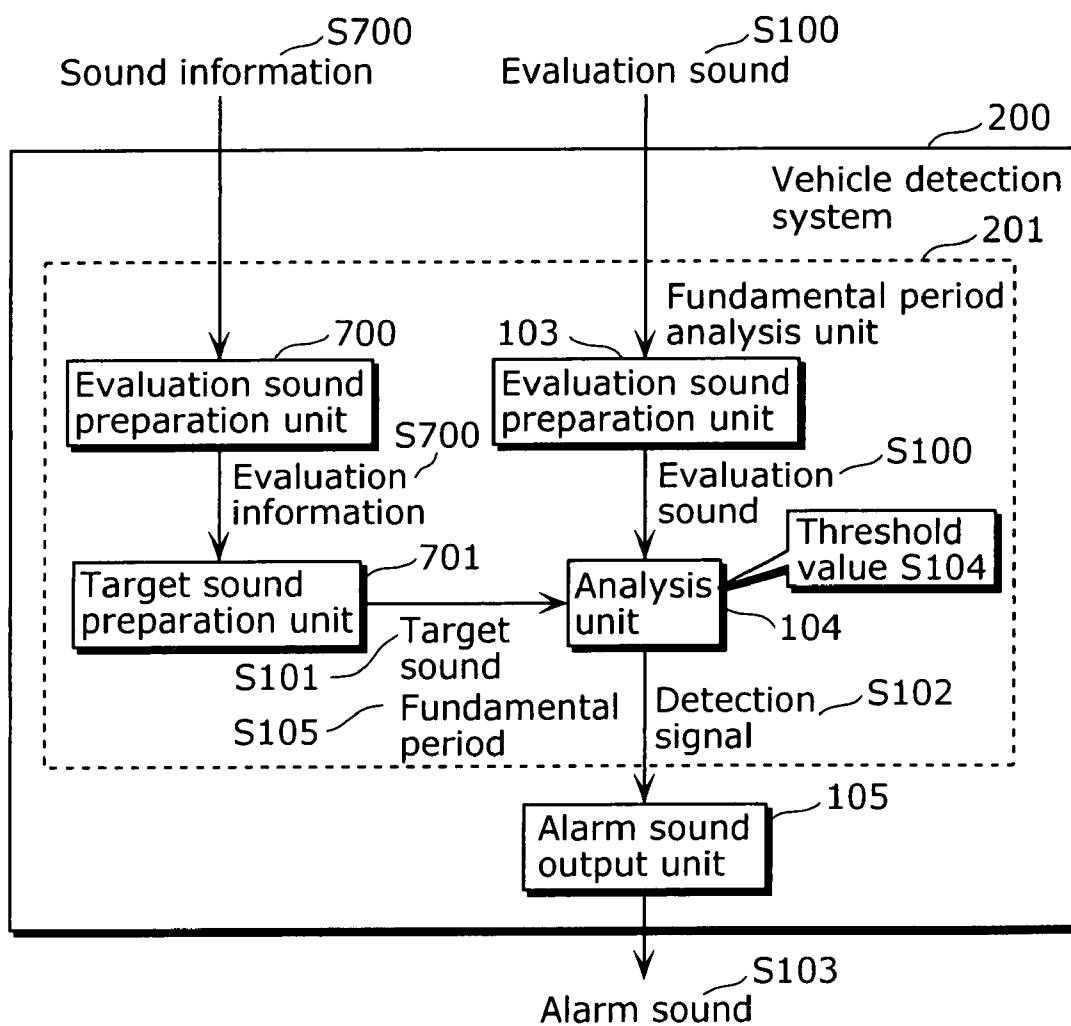 S700
S100
Sound information
Evaluation sound
200
Vehicle detection
system
201
Fundamental period
analysis unit
700
103
Evaluation sound
preparation unit
Evaluation sound
preparation unit
S700
S100
Evaluation
information
Evaluation
sound
Threshold
value S104
701
Target sound
preparation unit
Analysis
unit
104
Target
sound
S101
S105
Fundamental
period
Detection
signal
S102
105
Alarm sound
output unit
S103
Alarm sound